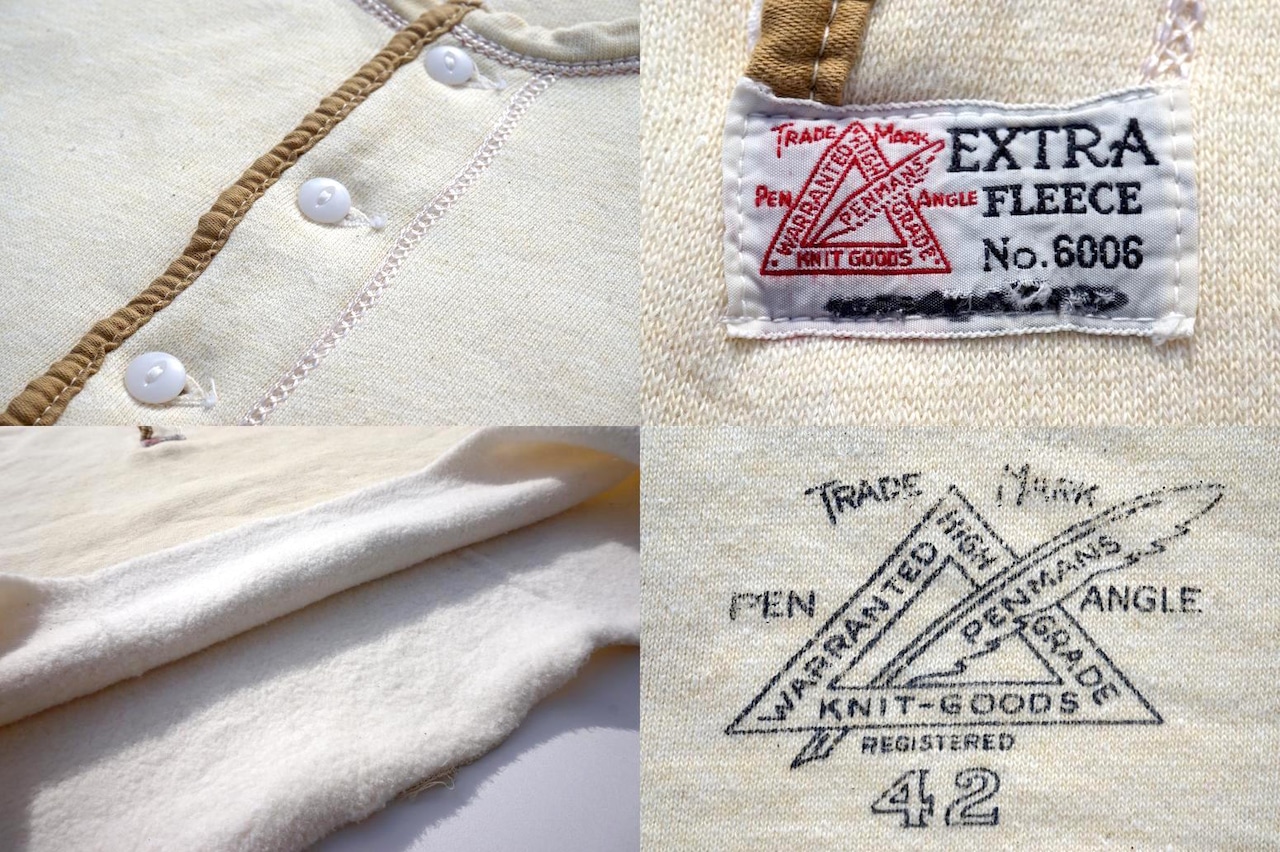 TRADE MARK
PEN ANGLE
WARRANTED HIGH GRADE
PENMANS
KNIT GOODS
EXTRA
FLEECE
No. 6006
TRADE MARK
PEN ANGLE
WARRANTED HIGH GRADE
PENMANS
KNIT-GOODS
REGISTERED
42